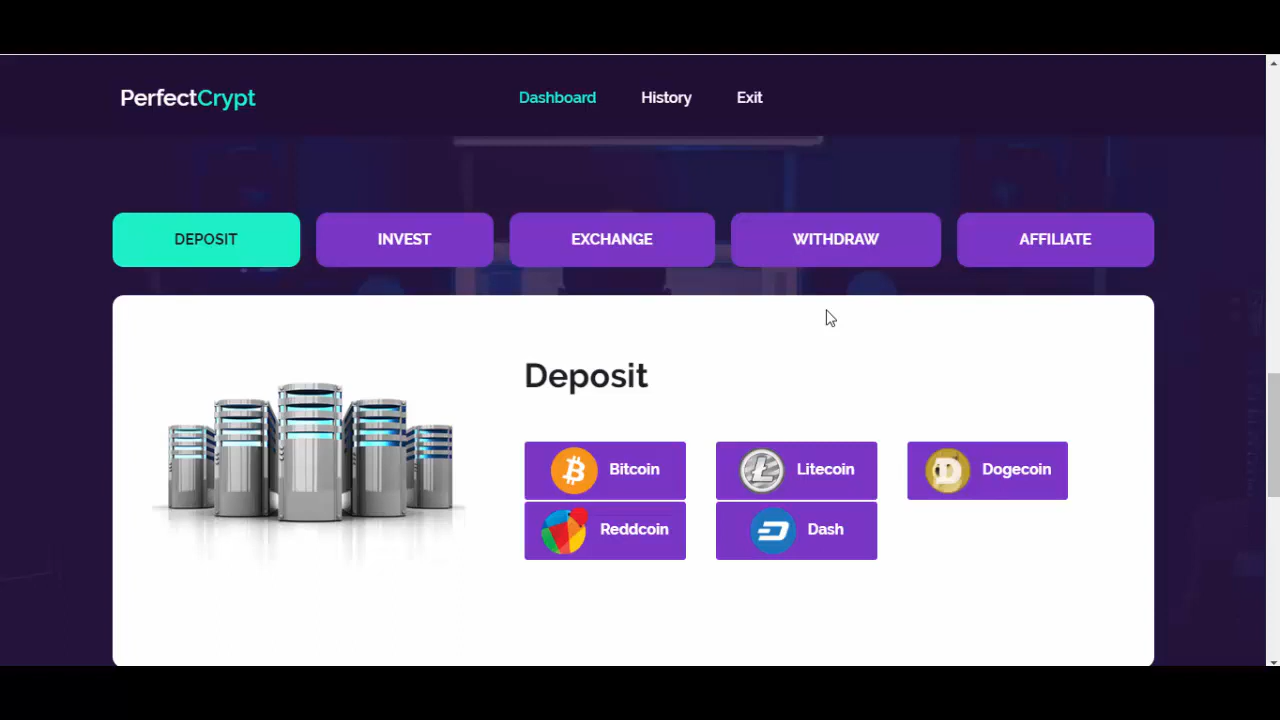 PerfectCrypt Dashboard History Exit
DEPOSIT INVEST EXCHANGE WITHDRAW AFFILIATE
Deposit
Bitcoin Litecoin Dogecoin
Reddcoin Dash